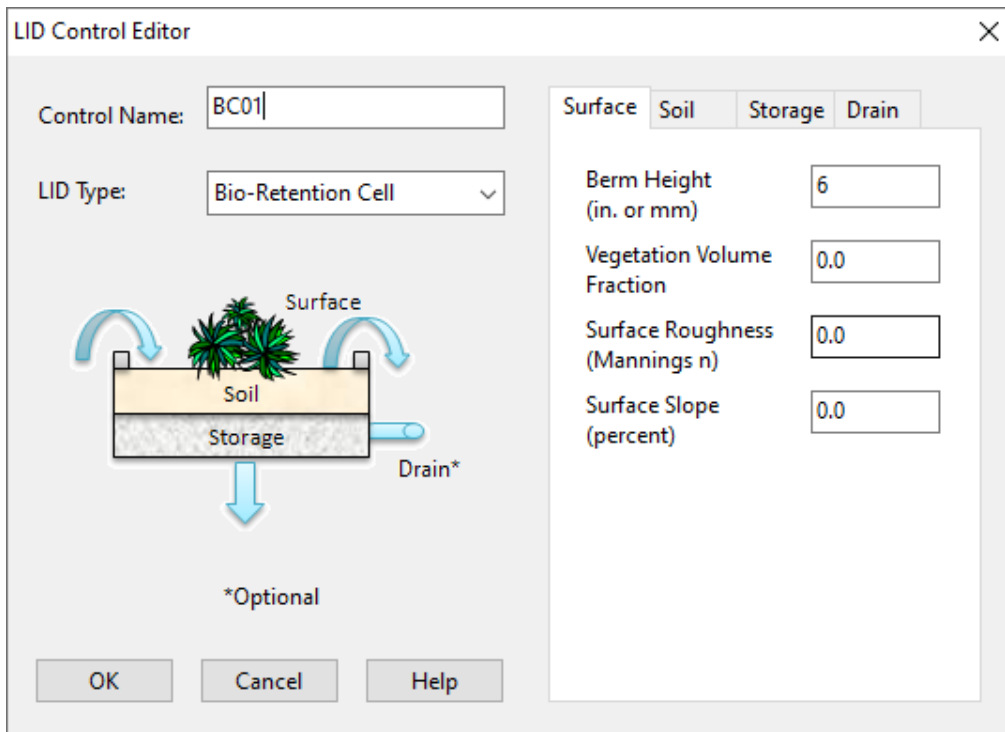 LID Control Editor
Control Name:
BC01
LID Type:
Bio-Retention Cell
Surface
Soil
Storage
Drain*
*Optional
OK
Cancel
Help
Surface
Soil
Storage
Drain
Berm Height
(in. or mm)
6
Vegetation Volume
Fraction
0.0
Surface Roughness
(Mannings n)
0.0
Surface Slope
(percent)
0.0